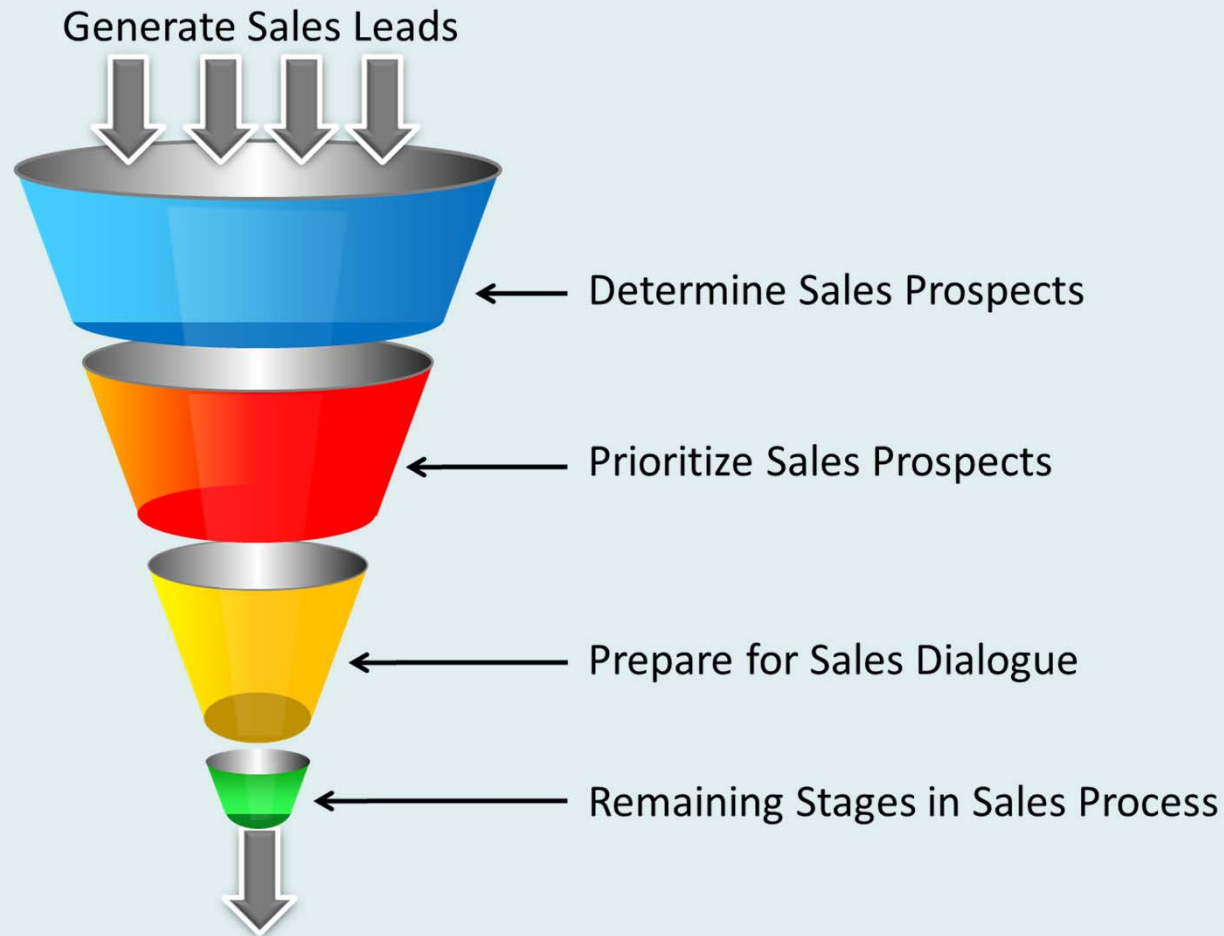 Generate Sales Leads
Determine Sales Prospects
Prioritize Sales Prospects
Prepare for Sales Dialogue
Remaining Stages in Sales Process